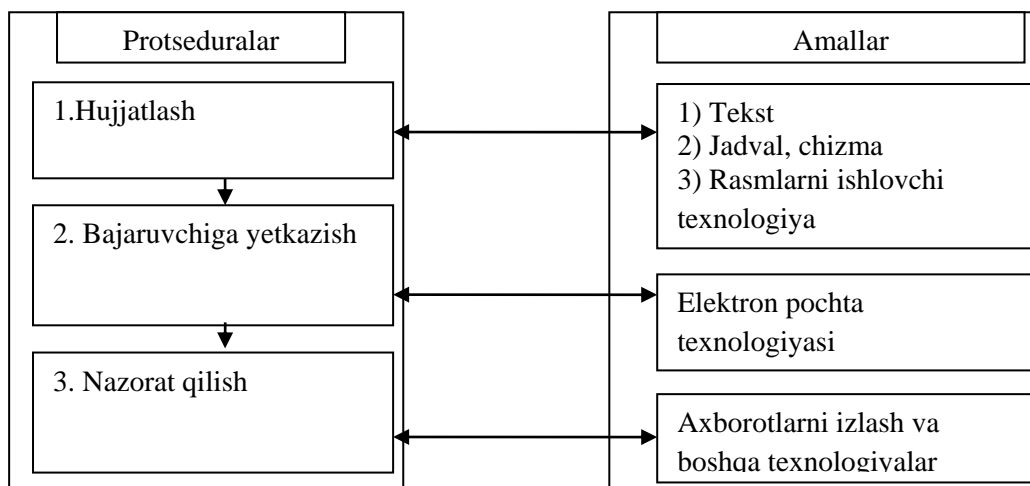 Protseduralar
1.Hujjatlash
2. Bajaruvchiga yetkazish
3. Nazorat qilish
Amallar
1) Tekst
2) Jadval, chizma
3) Rasmlarni ishlovchi
texnologiya
Elektron pochta
texnologiyasi
Axborotlarni izlash va
boshqa texnologiyalar